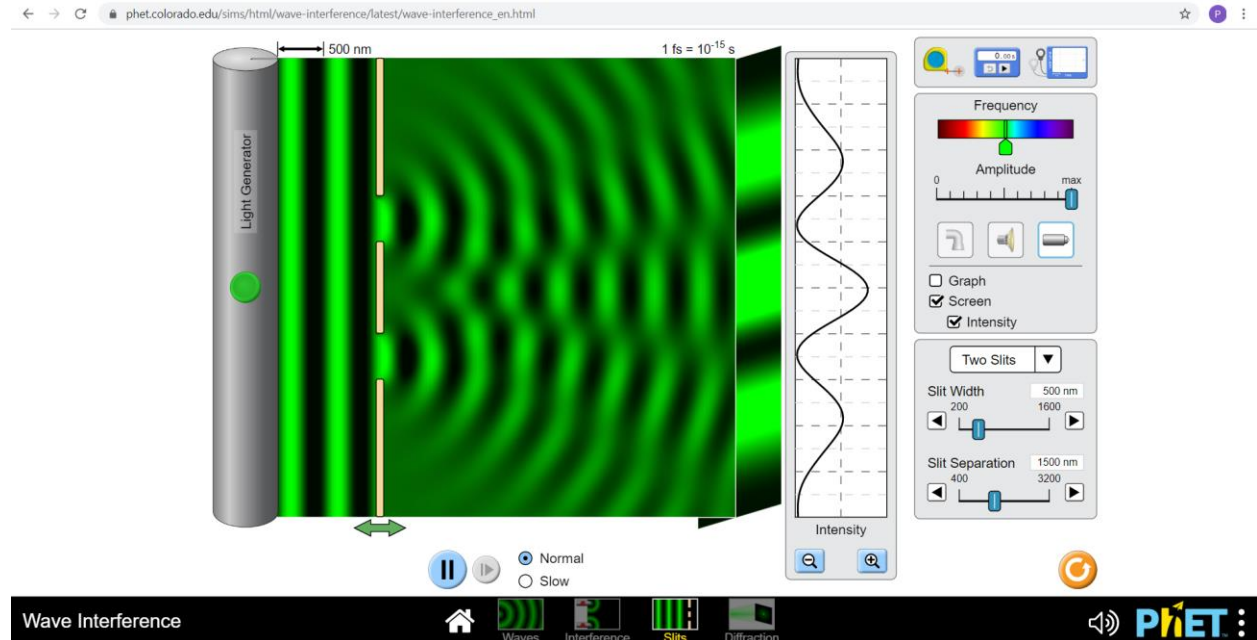 phet.colorado.edu/sims/html/wave-interference/latest/wave-interference_en.html
P
500 nm
1 fs = 10⁻¹⁵ s
Light Generator
0.00 s
Frequency
Amplitude
0
max
Graph
Screen
Intensity
Two Slits
Slit Width
500 nm
200
1600
Slit Separation
1500 nm
400
3200
Intensity
Normal
Slow
Wave Interference
Waves
Interference
Slits
Diffraction
PhET